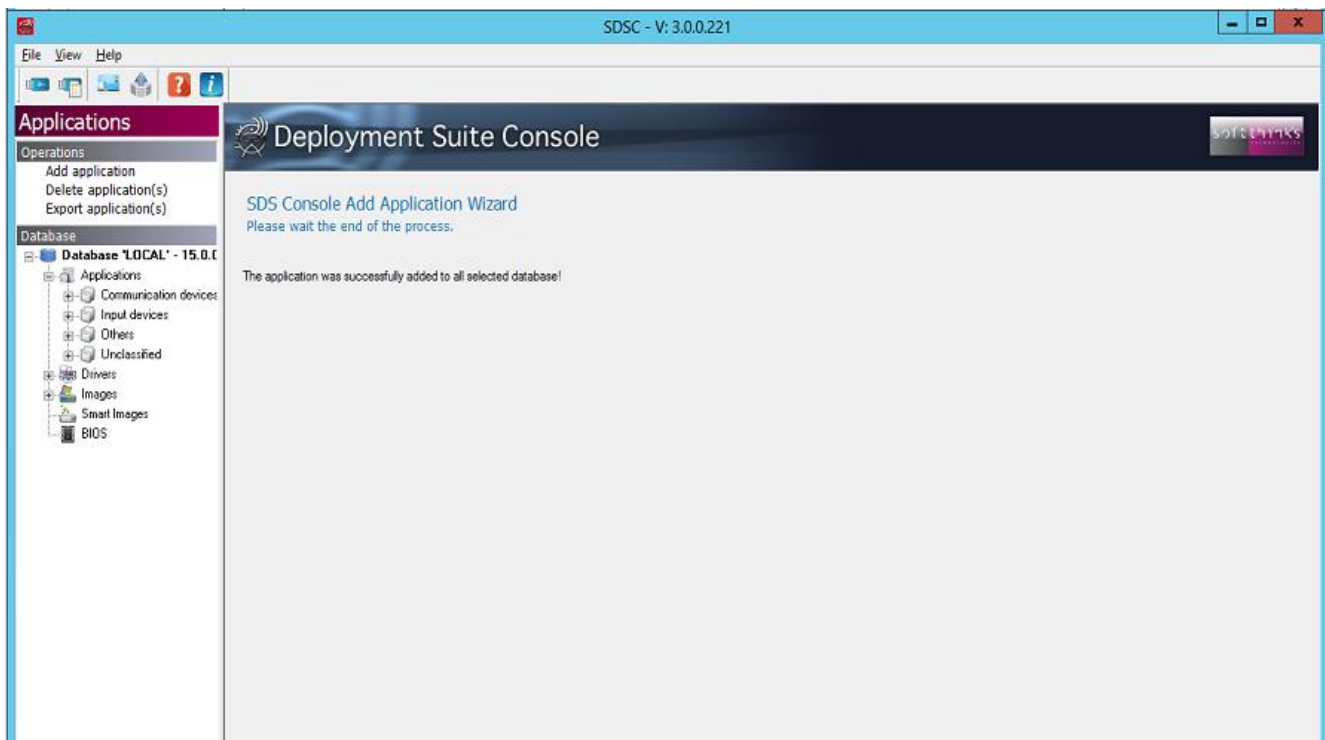 SDSC - V: 3.0.0.221
File View Help
Applications
Operations
Add application
Delete application(s)
Export application(s)
Database
Database 'LOCAL' - 15.0.0
Applications
Communication devices
Input devices
Others
Unclassified
Drivers
Images
Smart Images
BIOS
Deployment Suite Console
softthinks
SDS Console Add Application Wizard
Please wait the end of the process.
The application was successfully added to all selected database!